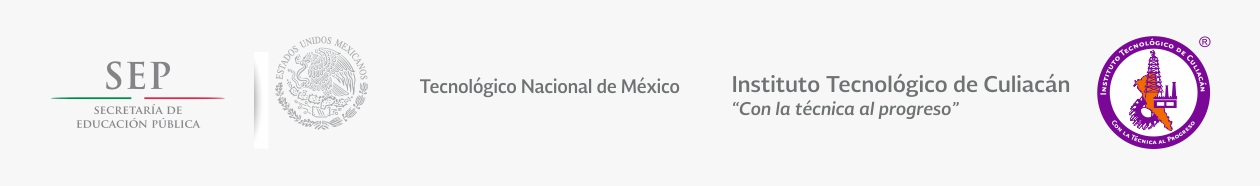 SEP
SECRETARÍA DE
EDUCACIÓN PÚBLICA
ESTADOS UNIDOS MEXICANOS
Tecnológico Nacional de México
Instituto Tecnológico de Culiacán
“Con la técnica al progreso”
INSTITUTO TECNOLÓGICO DE CULIACÁN
CON LA TÉCNICA AL PROGRESO
®